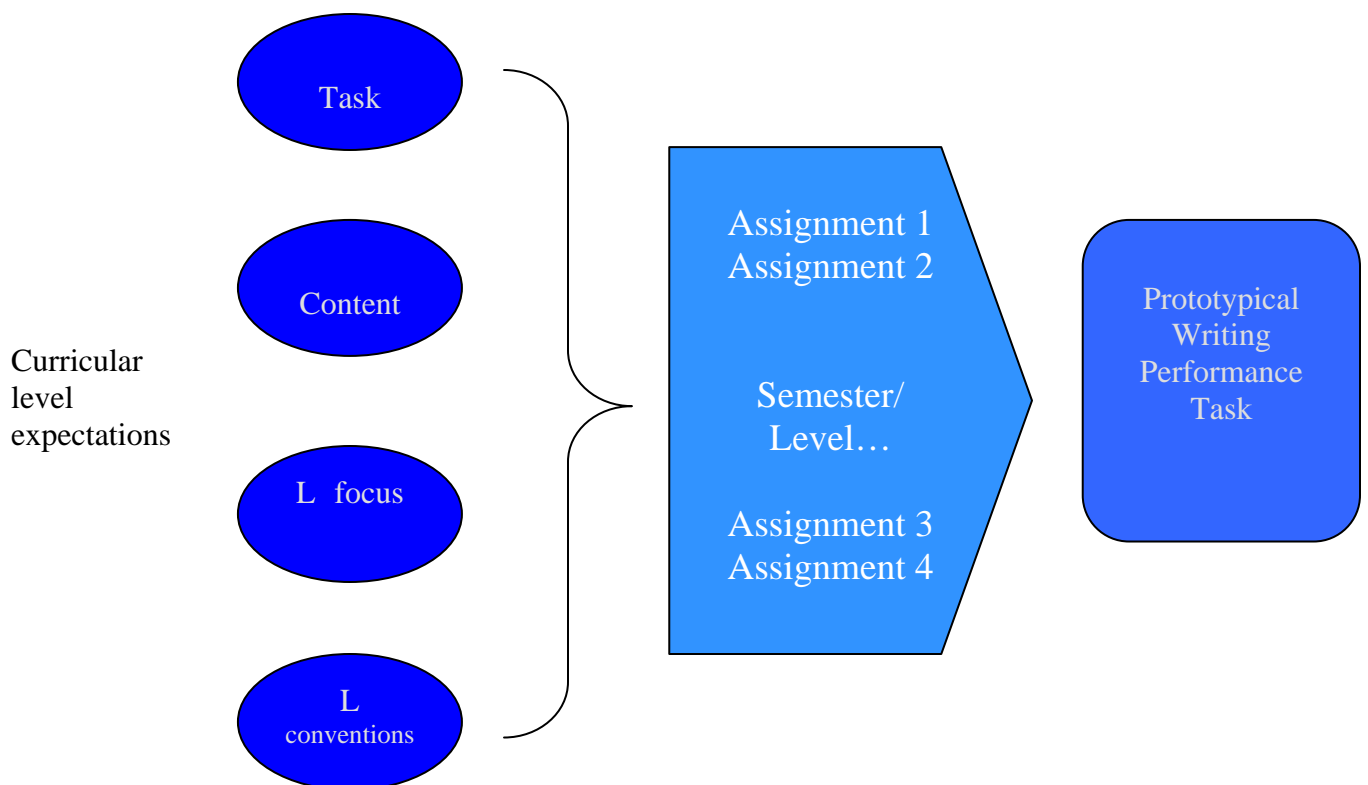 Curricular
level
expectations
Task
Content
L focus
L
conventions
Assignment 1
Assignment 2
Semester/
Level…
Assignment 3
Assignment 4
Prototypical
Writing
Performance
Task